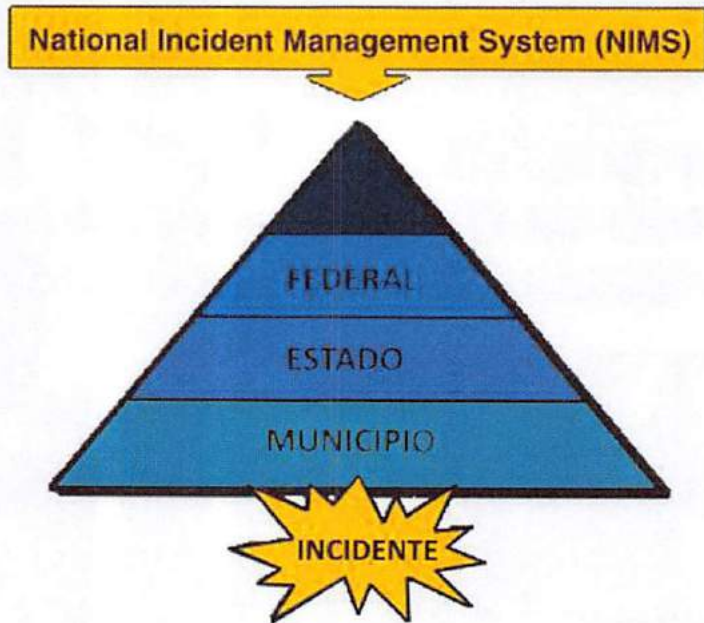 National Incident Management System (NIMS)
FEDERAL
ESTADO
MUNICIPIO
INCIDENTE